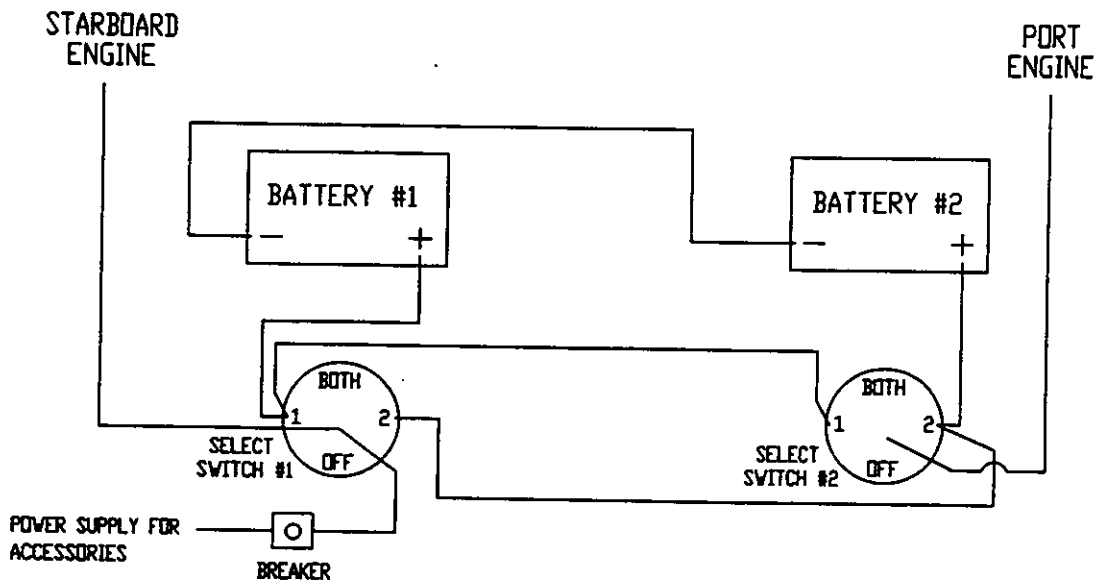 STARBOARD
ENGINE
PORT
ENGINE
BATTERY #1
- +
BATTERY #2
- +
BOTH
1 2
OFF
SELECT
SWITCH #1
BOTH
1 2
OFF
SELECT
SWITCH #2
POWER SUPPLY FOR
ACCESSORIES
BREAKER